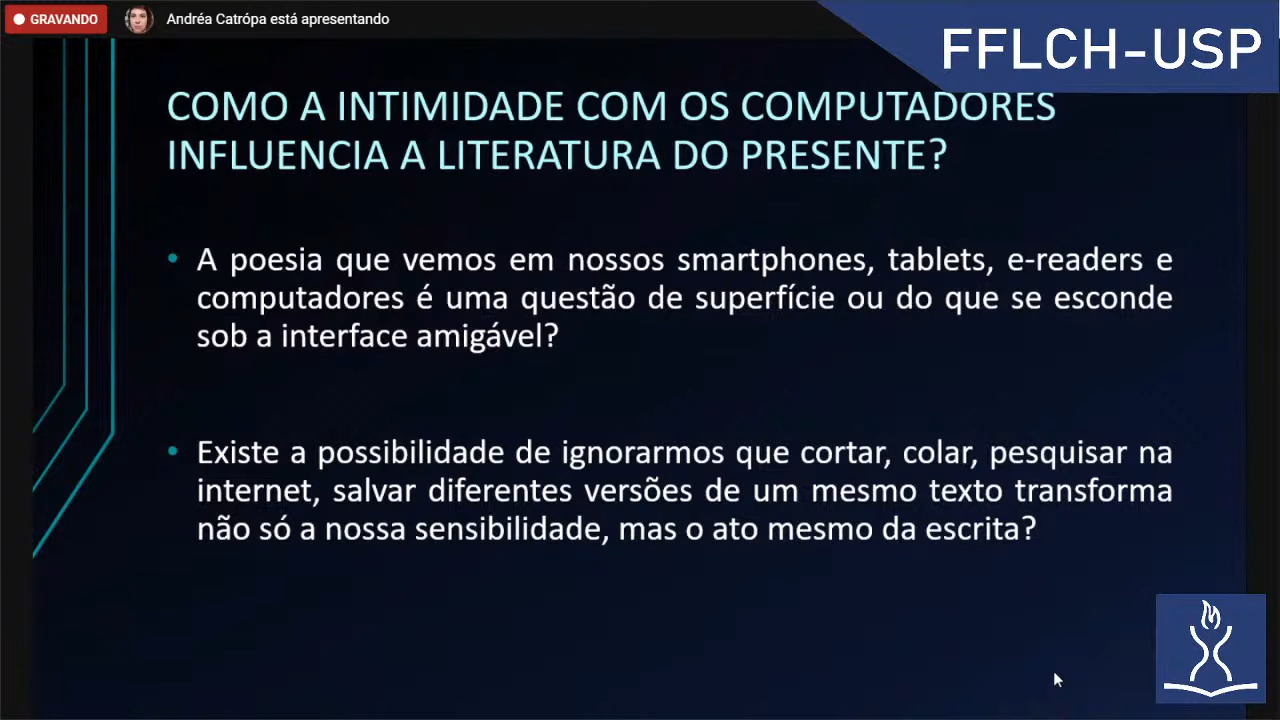 GRAVANDO
Andréa Catrópa está apresentando
FFLCH-USP
COMO A INTIMIDADE COM OS COMPUTADORES
INFLUENCIA A LITERATURA DO PRESENTE?
• A poesia que vemos em nossos smartphones, tablets, e-readers e
computadores é uma questão de superfície ou do que se esconde
sob a interface amigável?
• Existe a possibilidade de ignorarmos que cortar, colar, pesquisar na
internet, salvar diferentes versões de um mesmo texto transforma
não só a nossa sensibilidade, mas o ato mesmo da escrita?